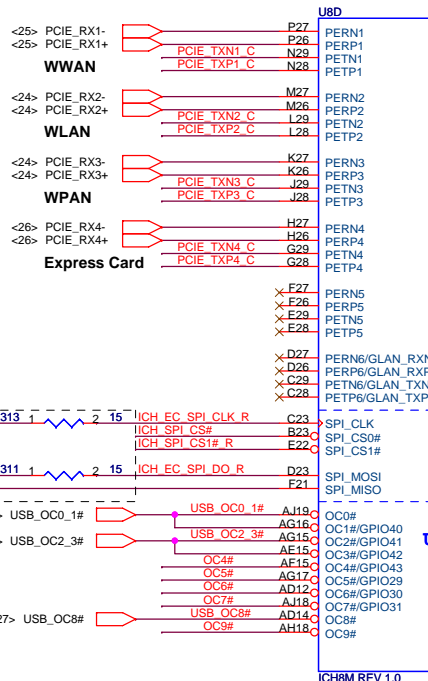 U8D
<25> PCIE_RX1- P27 PERN1
<25> PCIE_RX1+ P26 PERP1
PCIE_TXN1_C N29 PETN1
WWAN PCIE_TXP1_C N28 PETP1
<24> PCIE_RX2- M27 PERN2
<24> PCIE_RX2+ M26 PERP2
PCIE_TXN2_C L29 PETN2
WLAN PCIE_TXP2_C L28 PETP2
<24> PCIE_RX3- K27 PERN3
<24> PCIE_RX3+ K26 PERP3
PCIE_TXN3_C J29 PETN3
WPAN PCIE_TXP3_C J28 PETP3
<26> PCIE_RX4- H27 PERN4
<26> PCIE_RX4+ H26 PERP4
PCIE_TXN4_C G29 PETN4
Express Card PCIE_TXP4_C G28 PETP4
F27 PERN5
F26 PERP5
E29 PETN5
E28 PETP5
D27 PERN6/GLAN_RXN
D26 PERP6/GLAN_RXP
C29 PETN6/GLAN_TXN
C28 PETP6/GLAN_TXP
313 1 2 15 ICH_EC_SPI_CLK_R C23 SPI_CLK
ICH_SPI_CS# B23 SPI_CS0#
ICH_SPI_CS1#_R E22 SPI_CS1#
311 1 2 15 ICH_EC_SPI_DO_R D23 SPI_MOSI
F21 SPI_MISO
> USB_OC0_1# USB_OC0_1# AJ19 OC0#
AG16 OC1#/GPIO40
> USB_OC2_3# USB_OC2_3# AG15 OC2#/GPIO41
AE15 OC3#/GPIO42
OC4# AF15 OC4#/GPIO43
OC5# AG17 OC5#/GPIO29
OC6# AD12 OC6#/GPIO30
OC7# AJ18 OC7#/GPIO31
27> USB_OC8# USB_OC8# AD14 OC8#
OC9# AH18 OC9#
ICH8M REV 1.0